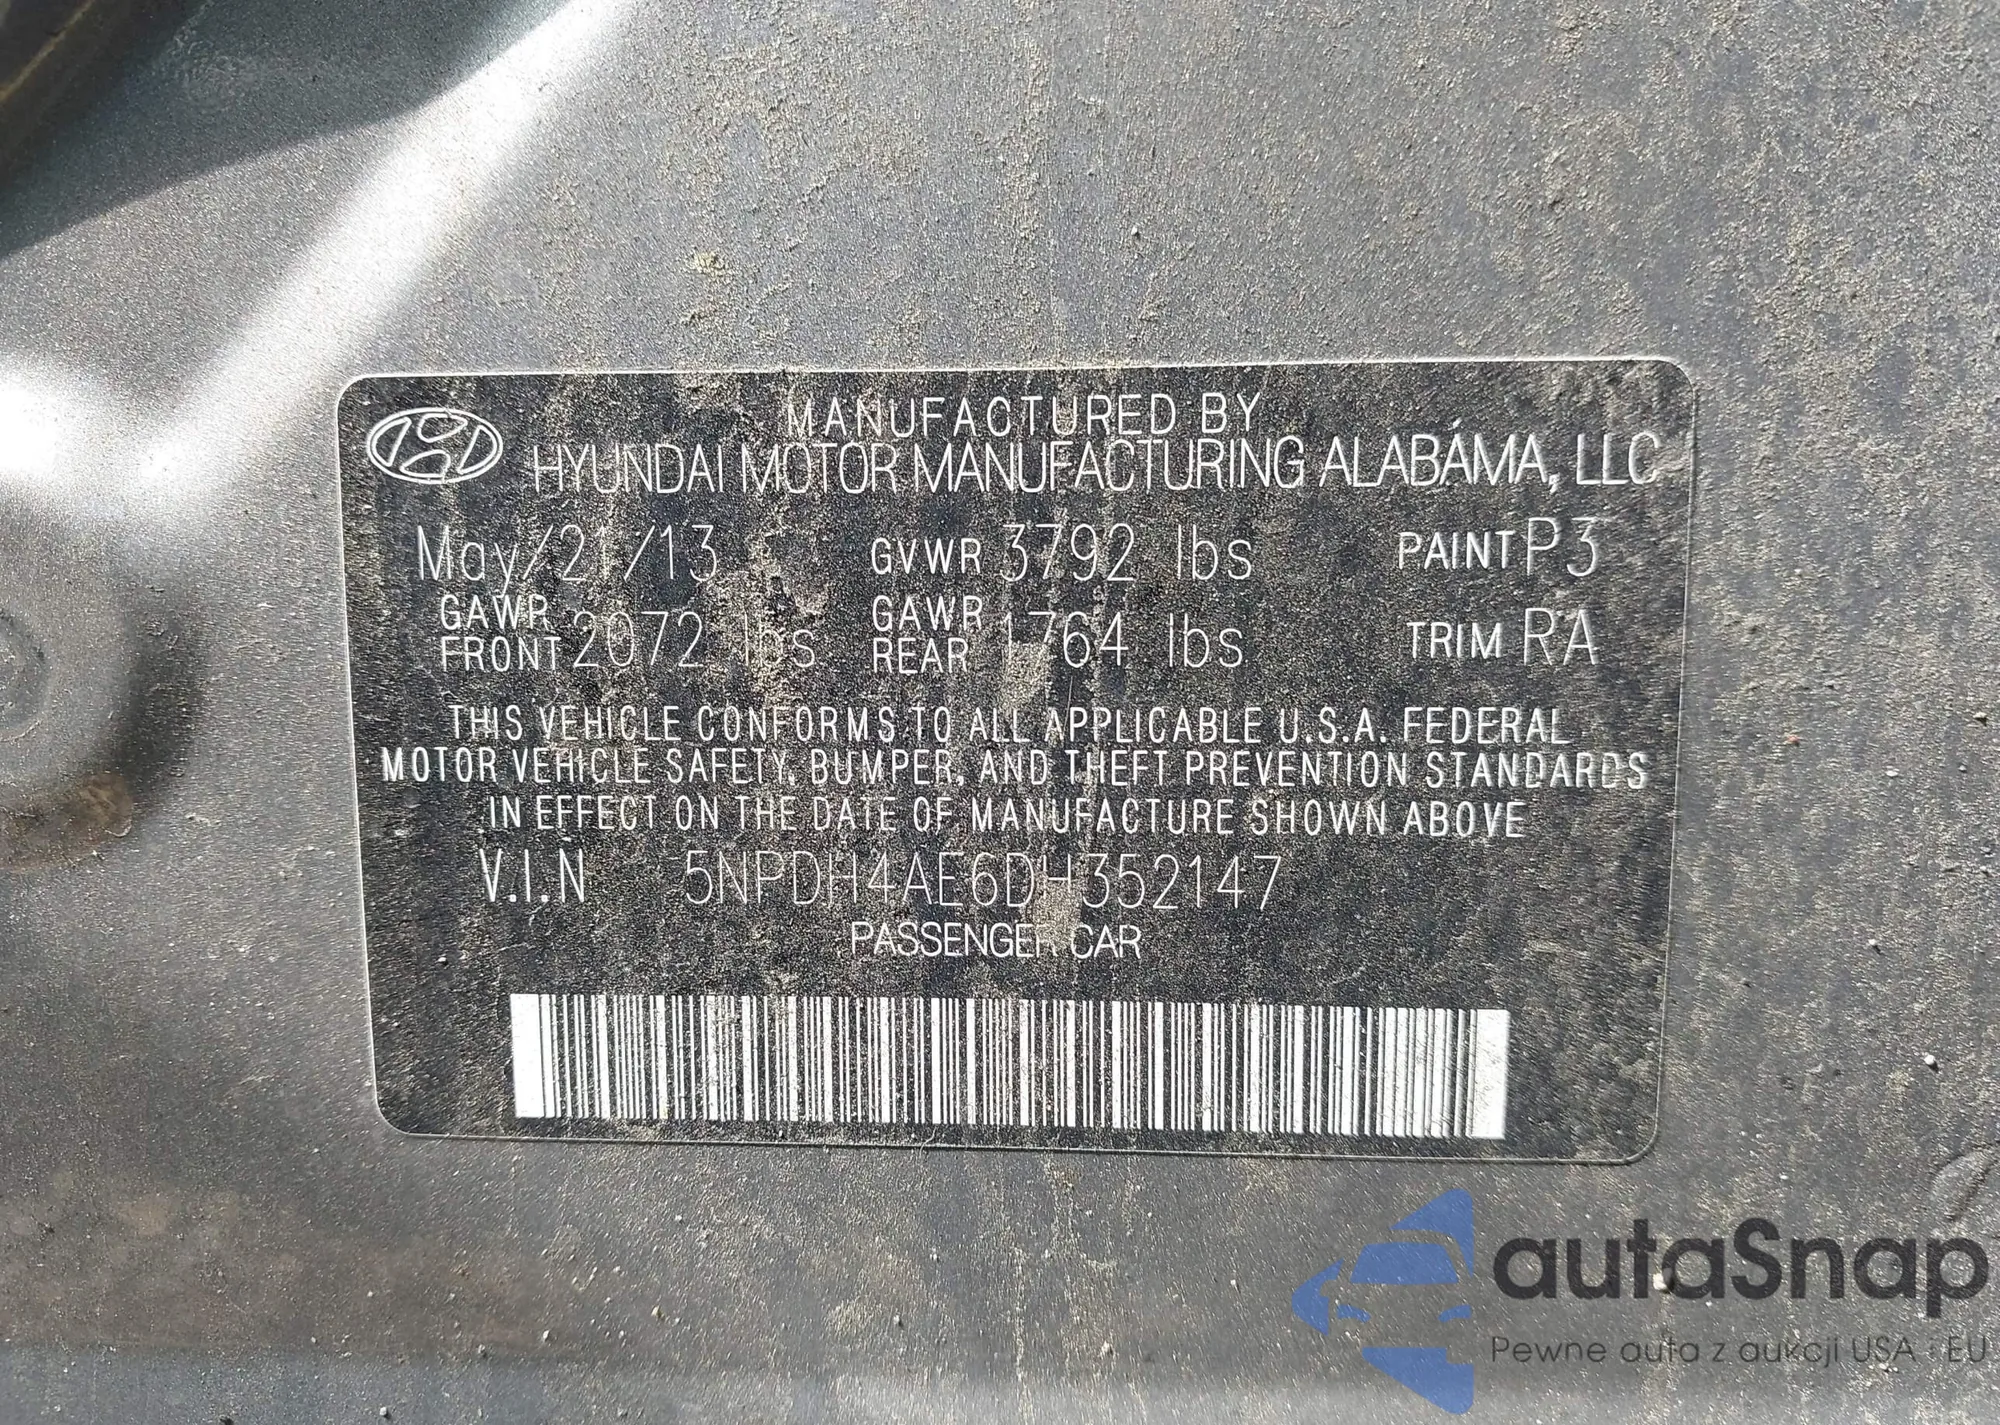 MANUFACTURED BY
HYUNDAI MOTOR MANUFACTURING ALABAMA, LLC
May/21/13 GVWR 3792 lbs PAINT P3
GAWR FRONT 2072 lbs GAWR REAR 1764 lbs TRIM RA
THIS VEHICLE CONFORMS TO ALL APPLICABLE U.S.A. FEDERAL
MOTOR VEHICLE SAFETY, BUMPER, AND THEFT PREVENTION STANDARDS
IN EFFECT ON THE DATE OF MANUFACTURE SHOWN ABOVE
V.I.N 5NPDH4AE6DH352147
PASSENGER CAR
autaSnap
Pewne auta z aukcji USA i EU